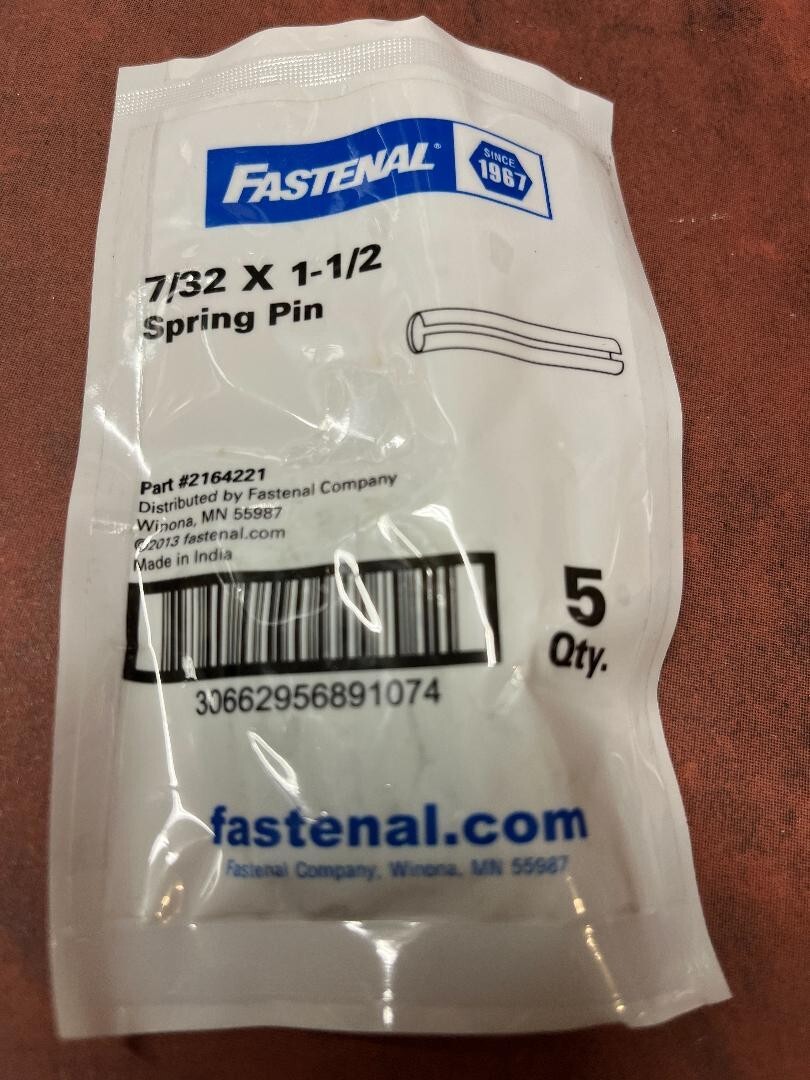 FASTENAL®
SINCE
1967
7/32 X 1-1/2
Spring Pin
Part #2164221
Distributed by Fastenal Company
Winona, MN 55987
©2013 fastenal.com
Made in India
5
Qty.
30662956891074
fastenal.com
Fastenal Company, Winona, MN 55987